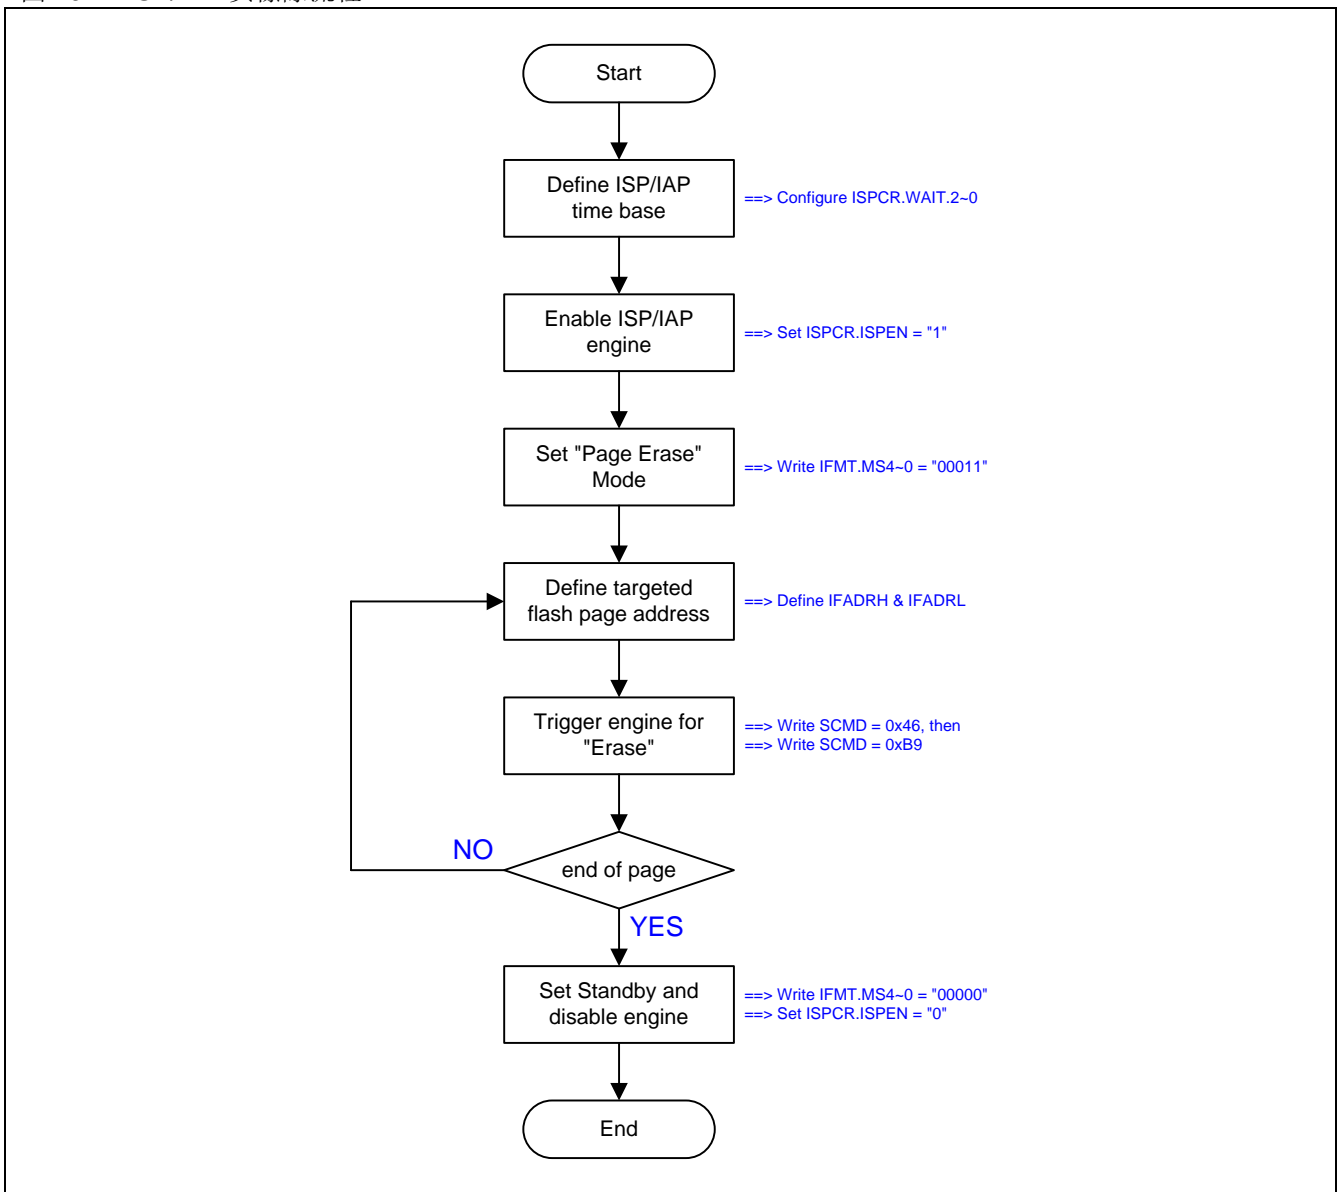 Start
Define ISP/IAP
time base
==> Configure ISPCR.WAIT.2~0
Enable ISP/IAP
engine
==> Set ISPCR.ISPEN = "1"
Set "Page Erase"
Mode
==> Write IFMT.MS4~0 = "00011"
Define targeted
flash page address
==> Define IFADRH & IFADRL
Trigger engine for
"Erase"
==> Write SCMD = 0x46, then
==> Write SCMD = 0xB9
NO
end of page
YES
Set Standby and
disable engine
==> Write IFMT.MS4~0 = "00000"
==> Set ISPCR.ISPEN = "0"
End